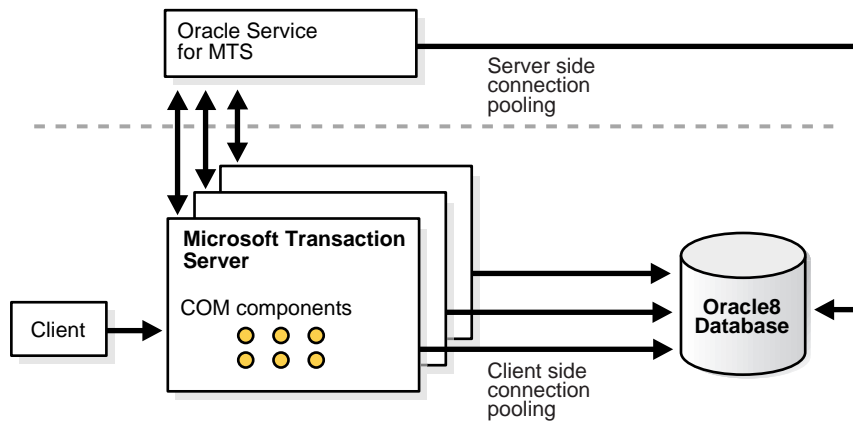 Oracle Service
for MTS
Server side
connection
pooling
Microsoft Transaction
Server
COM components
Client
Oracle8
Database
Client side
connection
pooling